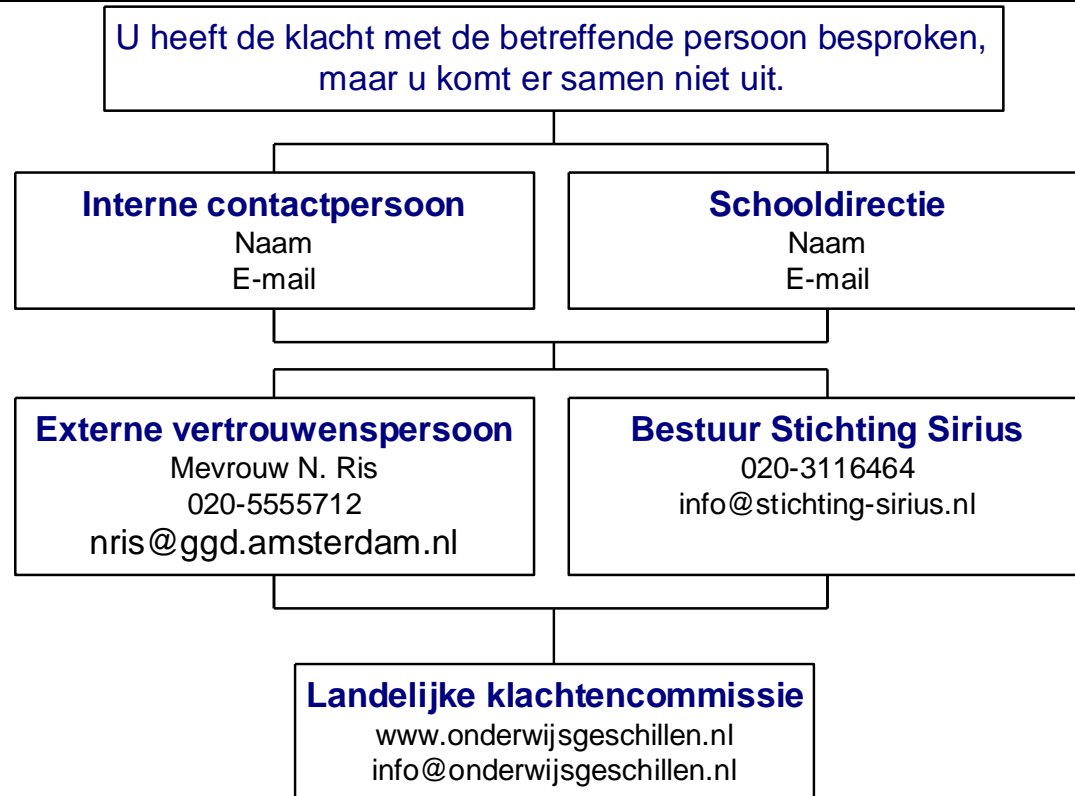 U heeft de klacht met de betreffende persoon besproken,
maar u komt er samen niet uit.
Interne contactpersoon
Naam
E-mail
Schooldirectie
Naam
E-mail
Externe vertrouwenspersoon
Mevrouw N. Ris
020-5555712
nris@ggd.amsterdam.nl
Bestuur Stichting Sirius
020-3116464
info@stichting-sirius.nl
Landelijke klachtencommissie
www.onderwijsgeschillen.nl
info@onderwijsgeschillen.nl